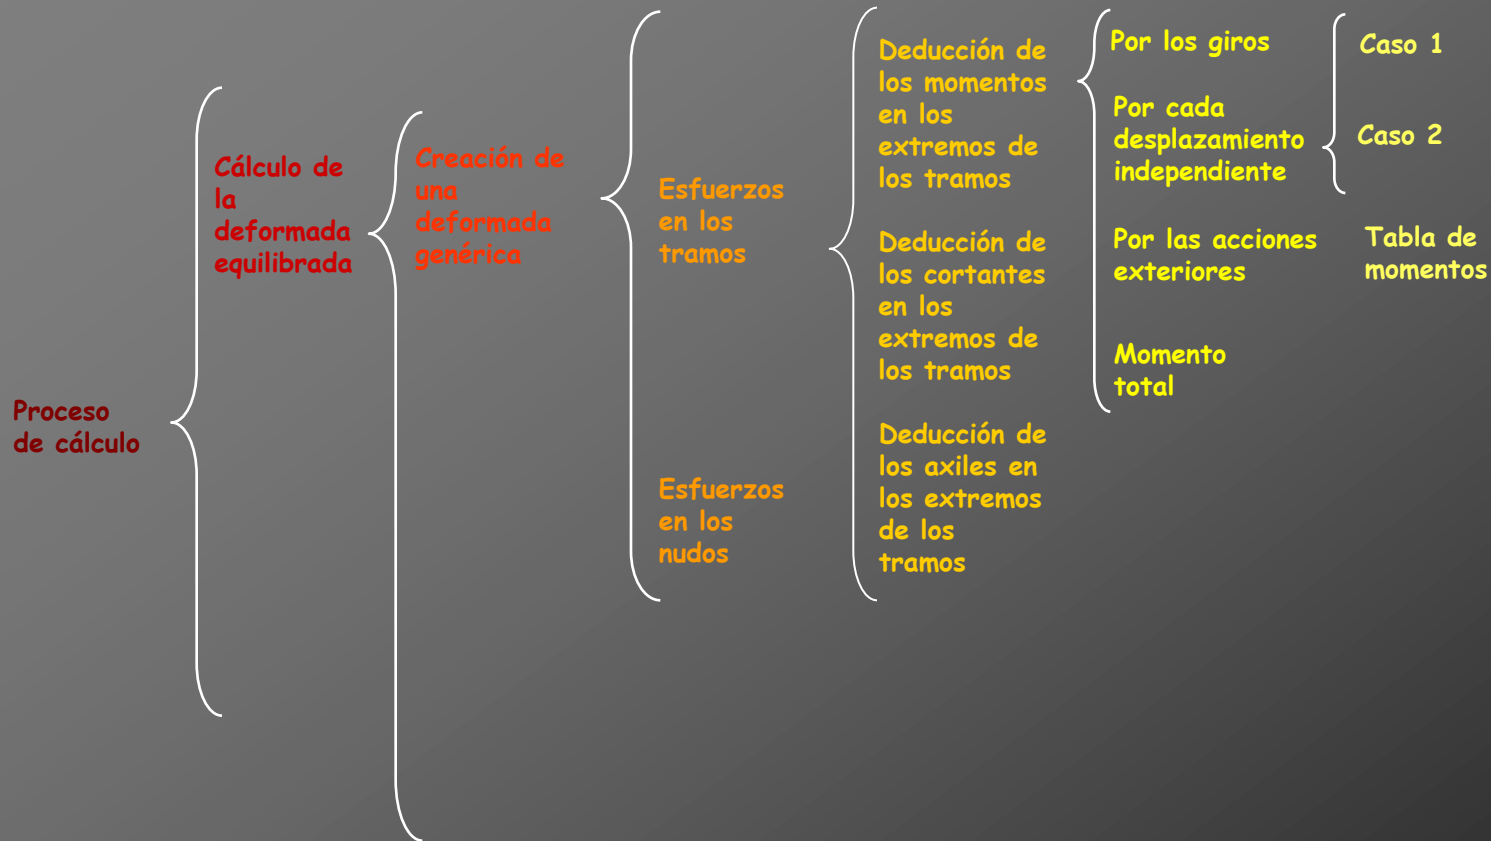 Proceso
de cálculo
Cálculo de
la
deformada
equilibrada
Creación de
una
deformada
genérica
Esfuerzos
en los
tramos
Esfuerzos
en los
nudos
Deducción de
los momentos
en los
extremos de
los tramos
Deducción de
los cortantes
en los
extremos de
los tramos
Deducción de
los axiles en
los extremos
de los
tramos
Por los giros
Por cada
desplazamiento
independiente
Por las acciones
exteriores
Momento
total
Caso 1
Caso 2
Tabla de
momentos